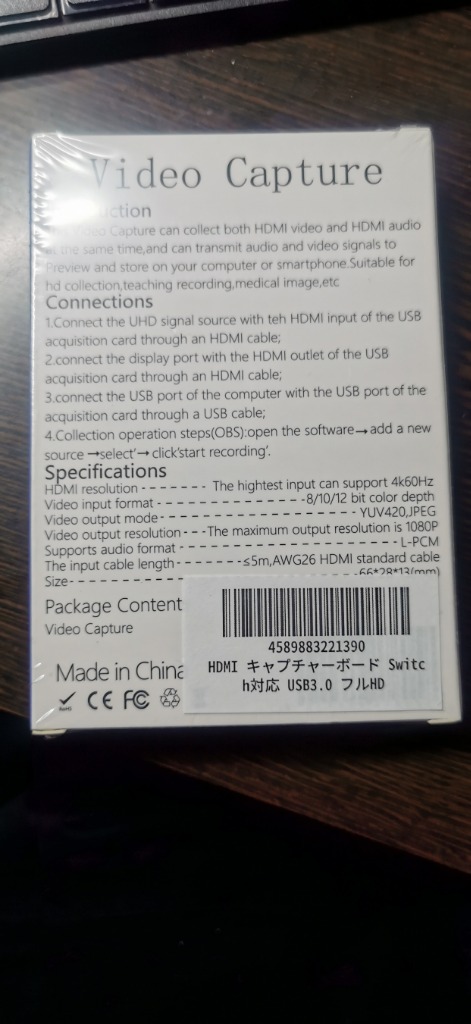 Video Capture
uction
Video Capture can collect both HDMI video and HDMI audio
at the same time,and can transmit audio and video signals to
Preview and store on your computer or smartphone.Suitable for
hd collection,teaching recording,medical image,etc
Connections
1.Connect the UHD signal source with teh HDMI input of the USB
acquisition card through an HDMI cable;
2.connect the display port with the HDMI outlet of the USB
acquisition card through an HDMI cable;
3.connect the USB port of the computer with the USB port of the
acquisition card through a USB cable;
4.Collection operation steps(OBS):open the software→add a new
source →select'→ click'start recording'.
Specifications
HDMI resolution - - - - - - - The hightest input can support 4k60Hz
Video input format - - - - - - - - - - - - - - - -8/10/12 bit color depth
Video output mode - - - - - - - - - - - - - - - - - - - - - YUV420,JPEG
Video output resolution - - -The maximum output resolution is 1080P
Supports audio format - - - - - - - - - - - - - - - - - - - - - - - L-PCM
The input cable length - - - - - - -≤5m,AWG26 HDMI standard cable
Size- - - - - - - - - - - - - - - - - - - - - - - - - - - - -66*28*13(mm)
Package Content
Video Capture
4589883221390
HDMI キャプチャーボード Switc
h対応 USB3.0 フルHD
Made in China
RoHS CE FC